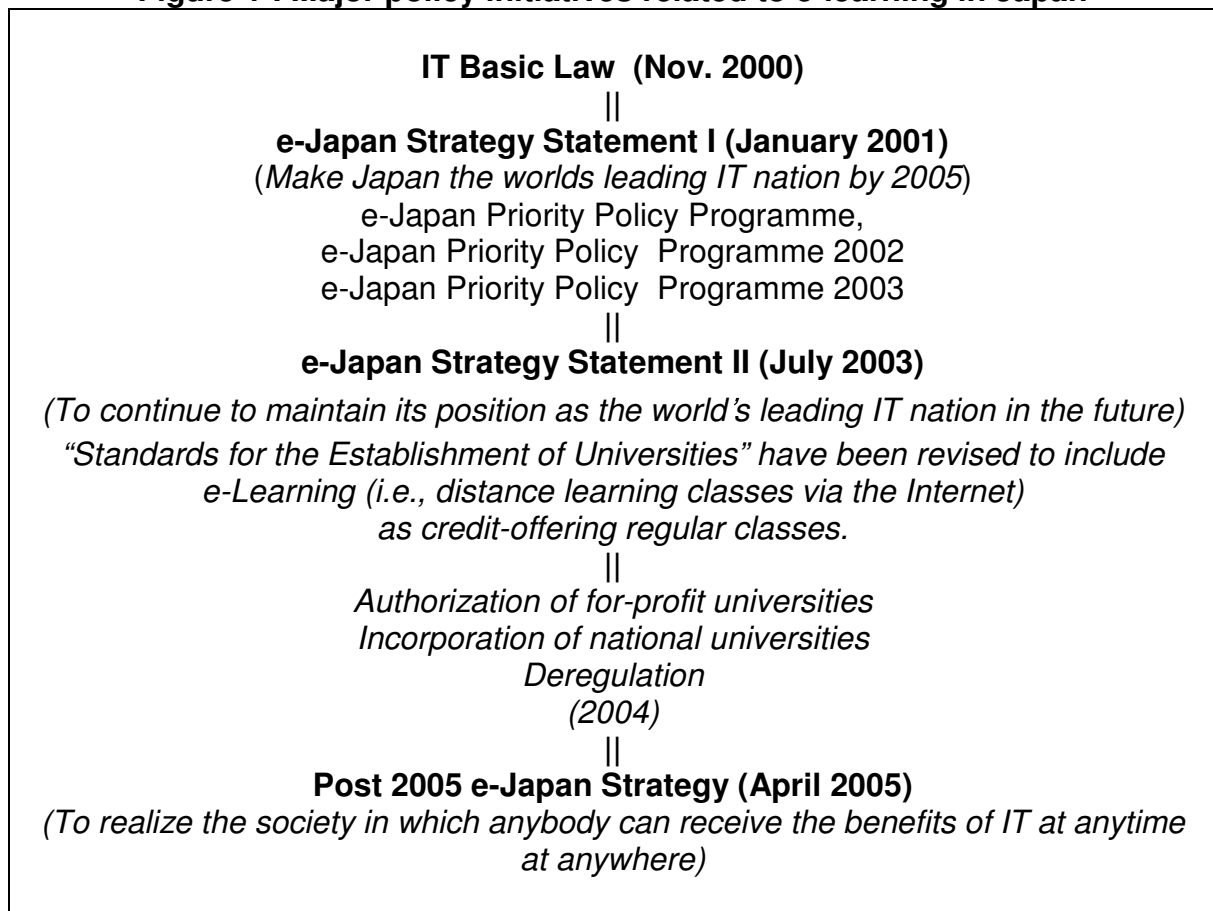 IT Basic Law (Nov. 2000)
||
e-Japan Strategy Statement I (January 2001)
(Make Japan the worlds leading IT nation by 2005)
e-Japan Priority Policy Programme,
e-Japan Priority Policy Programme 2002
e-Japan Priority Policy Programme 2003
||
e-Japan Strategy Statement II (July 2003)
(To continue to maintain its position as the world's leading IT nation in the future)
“Standards for the Establishment of Universities” have been revised to include
e-Learning (i.e., distance learning classes via the Internet)
as credit-offering regular classes.
||
Authorization of for-profit universities
Incorporation of national universities
Deregulation
(2004)
||
Post 2005 e-Japan Strategy (April 2005)
(To realize the society in which anybody can receive the benefits of IT at anytime
at anywhere)